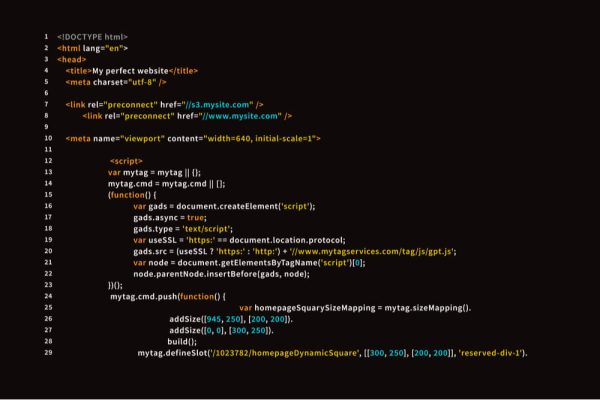 1 <!DOCTYPE html>
2 <html lang="en">
3 <head>
4 <title>My perfect website</title>
5 <meta charset="utf-8" />
6
7 <link rel="preconnect" href="//s3.mysite.com" />
8 <link rel="preconnect" href="//www.mysite.com" />
9
10 <meta name="viewport" content="width=640, initial-scale=1">
11
12 <script>
13 var mytag = mytag || {};
14 mytag.cmd = mytag.cmd || [];
15 (function() {
16 var gads = document.createElement('script');
17 gads.async = true;
18 gads.type = 'text/script';
19 var useSSL = 'https:' == document.location.protocol;
20 gads.src = (useSSL ? 'https:' : 'http:') + '//www.mytagservices.com/tag/js/gpt.js';
21 var node = document.getElementsByTagName('script')[0];
22 node.parentNode.insertBefore(gads, node);
23 })();
24 mytag.cmd.push(function() {
25 var homepageSquarySizeMapping = mytag.sizeMapping().
26 addSize([945, 250], [200, 200]).
27 addSize([0, 0], [300, 250]).
28 build();
29 mytag.defineSlot('/1023782/homepageDynamicSquare', [[300, 250], [200, 200]], 'reserved-div-1').